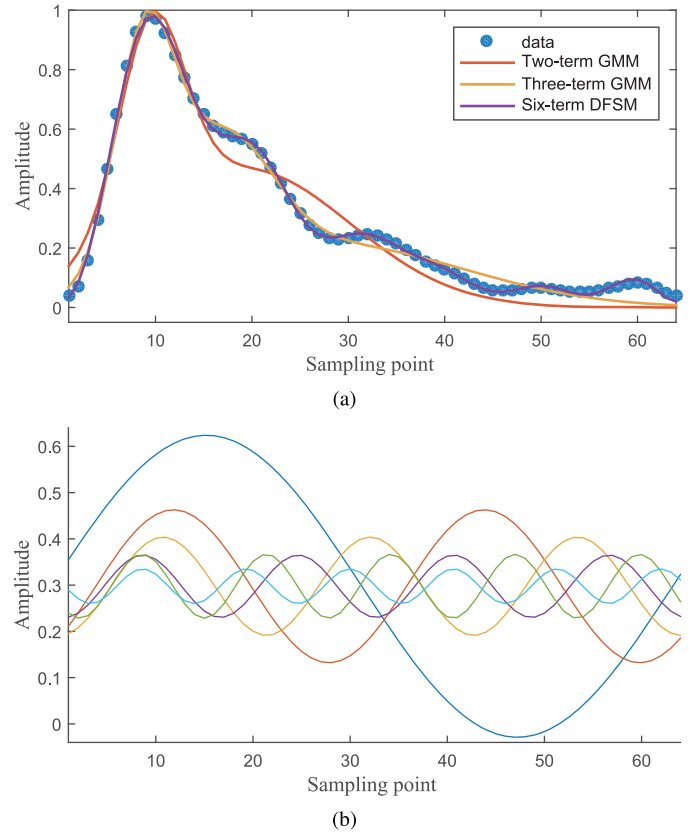 1
0.8
0.6
0.4
0.2
0
Amplitude
data
Two-term GMM
Three-term GMM
Six-term DFSM
10 20 30 40 50 60
Sampling point
(a)
0.6
0.5
0.4
0.3
0.2
0.1
0
Amplitude
10 20 30 40 50 60
Sampling point
(b)